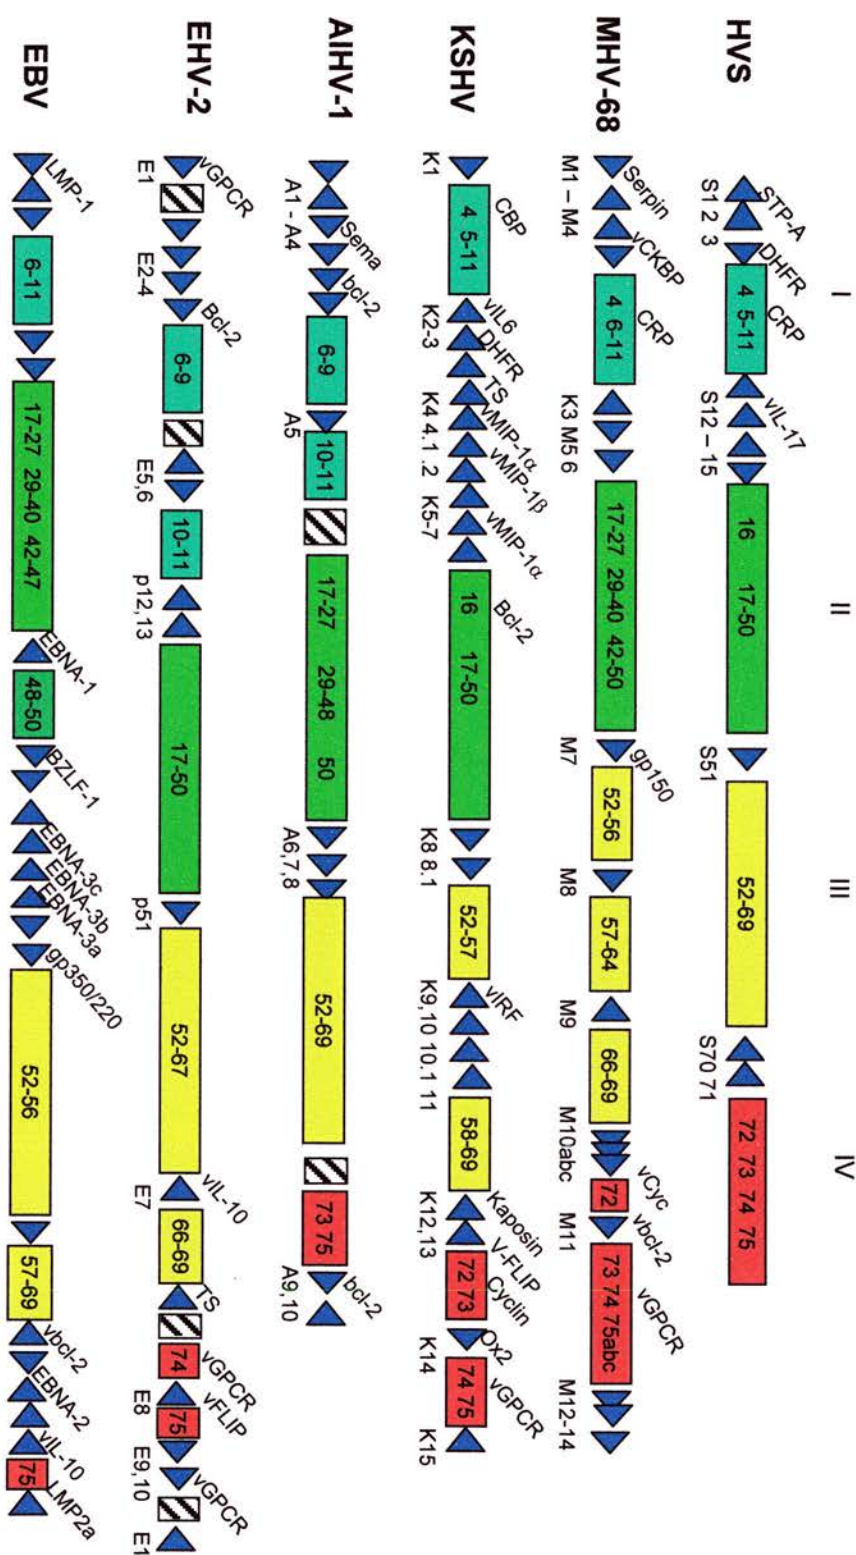 I II III IV
HVS
STP-A DHFR CRP vIL-17
4 5-11 16 17-50 52-69 72 73 74 75
S1 2 3 S12 – 15 S51 S70 71
MHV-68
Serpin vCKBP CRP gp150 vCyc vbcl-2 vGPCR
4 6-11 17-27 29-40 42-50 52-56 57-64 66-69 72 73 74 75abc
M1 – M4 K3 M5 6 M7 M8 M9 M10abc M11 M12-14
KSHV
CBP vIL6 DHFR TS vMIP-1α vMIP-1β vMIP-1α Bcl-2 vIRF Kaposin V-FLIP Cyclin Ox2 vGPCR
4 5-11 16 17-50 52-57 58-69 72 73 74 75
K1 K2-3 K4 4.1 .2 K5-7 K8 8.1 K9,10 10.1 11 K12,13 K14 K15
AIHV-1
Sema bcl-2 bcl-2
6-9 10-11 17-27 29-48 50 52-69 73 75
A1 - A4 A5 A6,7,8 A9,10
EHV-2
vGPCR Bcl-2 vIL-10 TS vGPCR vFLIP vGPCR
6-9 10-11 17-50 52-67 66-69 74 75
E1 E2-4 E5,6 p12,13 p51 E7 E8 E9,10 E1
EBV
LMP-1 EBNA-1 BZLF-1 EBNA-3c EBNA-3b EBNA-3a gp350/220 vbcl-2 EBNA-2 vIL-10 LMP2a
6-11 17-27 29-40 42-47 48-50 52-56 57-69 75